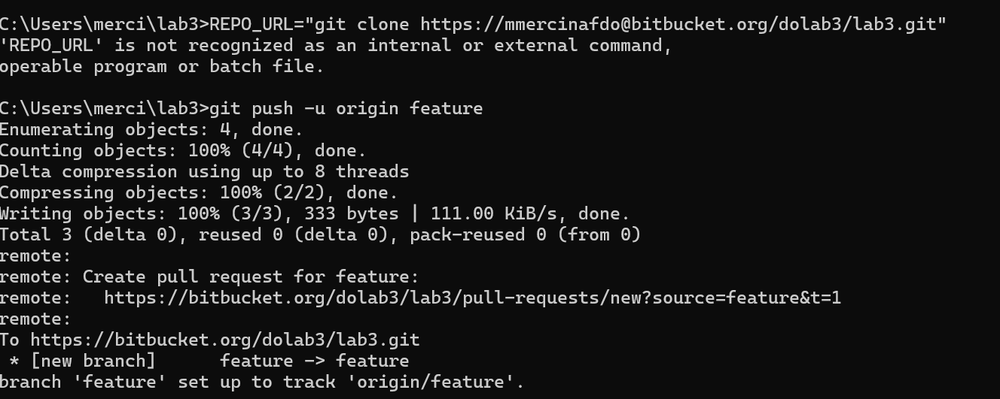 C:\Users\merci\lab3>REPO_URL="git clone https://mmercinafdo@bitbucket.org/dolab3/lab3.git"
'REPO_URL' is not recognized as an internal or external command,
operable program or batch file.
C:\Users\merci\lab3>git push -u origin feature
Enumerating objects: 4, done.
Counting objects: 100% (4/4), done.
Delta compression using up to 8 threads
Compressing objects: 100% (2/2), done.
Writing objects: 100% (3/3), 333 bytes | 111.00 KiB/s, done.
Total 3 (delta 0), reused 0 (delta 0), pack-reused 0 (from 0)
remote:
remote: Create pull request for feature:
remote:   https://bitbucket.org/dolab3/lab3/pull-requests/new?source=feature&t=1
remote:
To https://bitbucket.org/dolab3/lab3.git
 * [new branch]      feature -> feature
branch 'feature' set up to track 'origin/feature'.